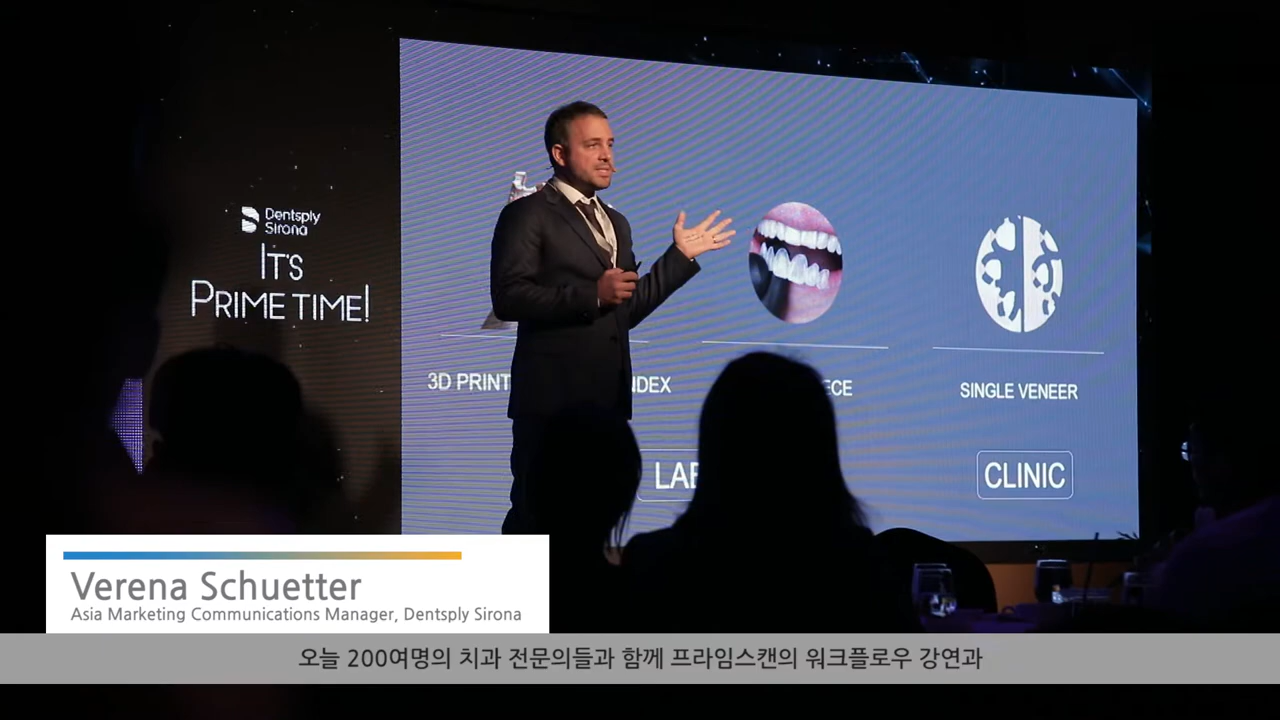 Dentsply
Sirona
IT'S
PRIME TIME!
3D PRINT
NDEX
ECE
SINGLE VENEER
LAB
CLINIC
Verena Schuetter
Asia Marketing Communications Manager, Dentsply Sirona
오늘 200여명의 치과 전문의들과 함께 프라임스캔의 워크플로우 강연과